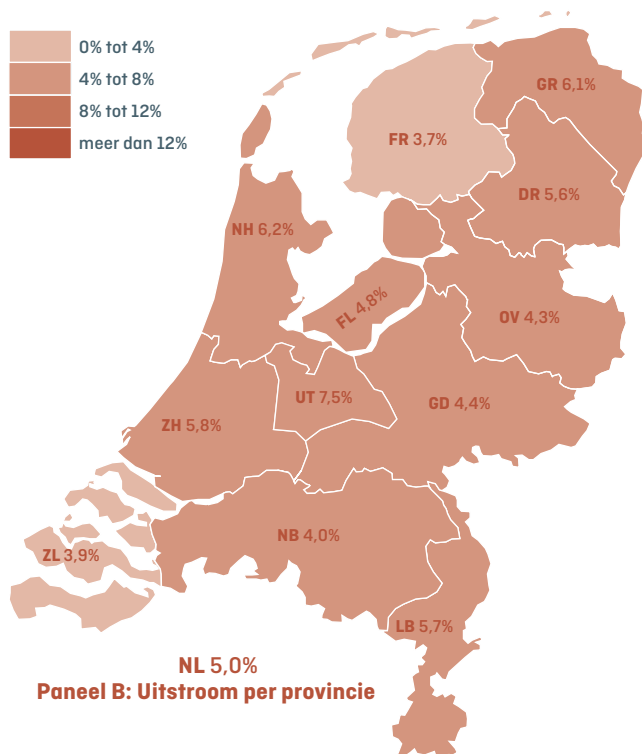 0% tot 4%
4% tot 8%
8% tot 12%
meer dan 12%
GR 6,1%
FR 3,7%
DR 5,6%
NH 6,2%
FL 4,8%
OV 4,3%
UT 7,5%
GD 4,4%
ZH 5,8%
NB 4,0%
ZL 3,9%
LB 5,7%
NL 5,0%
Paneel B: Uitstroom per provincie